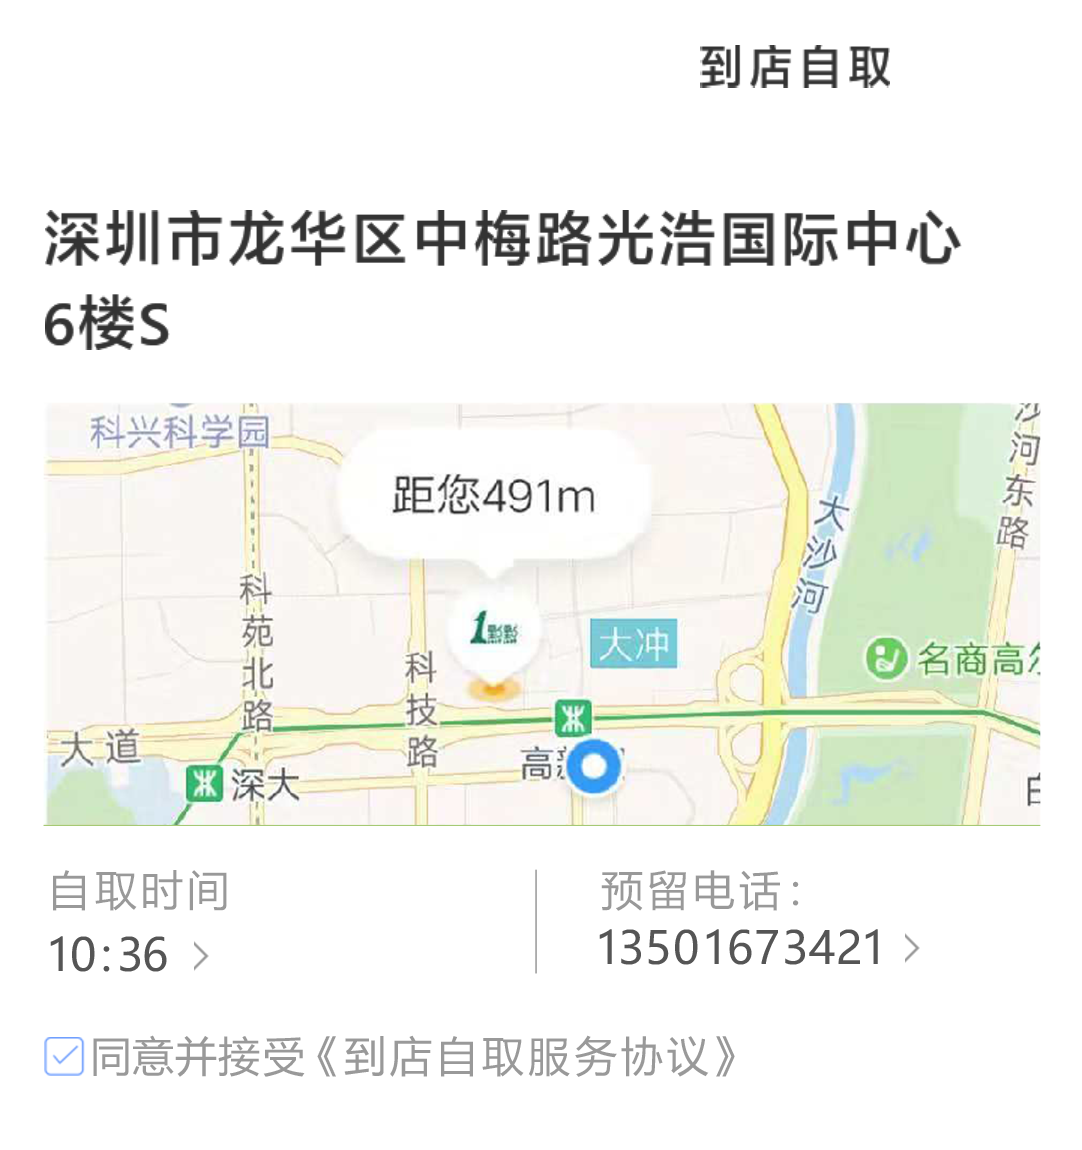 到店自取
深圳市龙华区中梅路光浩国际中心
6楼S
科兴科学园
距您491m
沙河东路
大沙河
科苑北路
科技路
大冲
名商高尔
大道
深大
高新
自取时间
预留电话：
10:36
13501673421
同意并接受《到店自取服务协议》